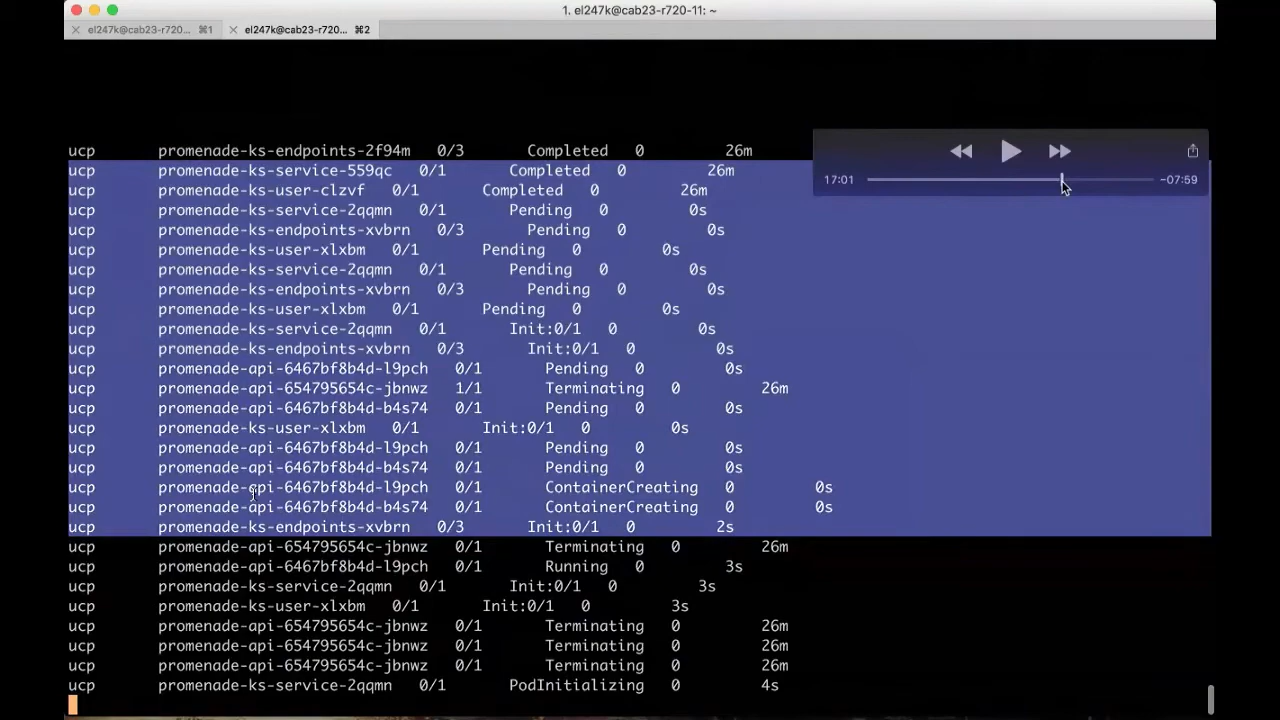 1. el247k@cab23-r720-11: ~
el247k@cab23-r720... ⌘1 el247k@cab23-r720... ⌘2
ucp promenade-ks-endpoints-2f94m 0/3 Completed 0 26m
ucp promenade-ks-service-559qc 0/1 Completed 0 26m
17:01 -07:59
ucp promenade-ks-user-clzvf 0/1 Completed 0 26m
ucp promenade-ks-service-2qqmn 0/1 Pending 0 0s
ucp promenade-ks-endpoints-xvbrn 0/3 Pending 0 0s
ucp promenade-ks-user-xlxbm 0/1 Pending 0 0s
ucp promenade-ks-service-2qqmn 0/1 Pending 0 0s
ucp promenade-ks-endpoints-xvbrn 0/3 Pending 0 0s
ucp promenade-ks-user-xlxbm 0/1 Pending 0 0s
ucp promenade-ks-service-2qqmn 0/1 Init:0/1 0 0s
ucp promenade-ks-endpoints-xvbrn 0/3 Init:0/1 0 0s
ucp promenade-api-6467bf8b4d-l9pch 0/1 Pending 0 0s
ucp promenade-api-654795654c-jbnwz 1/1 Terminating 0 26m
ucp promenade-api-6467bf8b4d-b4s74 0/1 Pending 0 0s
ucp promenade-ks-user-xlxbm 0/1 Init:0/1 0 0s
ucp promenade-api-6467bf8b4d-l9pch 0/1 Pending 0 0s
ucp promenade-api-6467bf8b4d-b4s74 0/1 Pending 0 0s
ucp promenade-api-6467bf8b4d-l9pch 0/1 ContainerCreating 0 0s
ucp promenade-api-6467bf8b4d-b4s74 0/1 ContainerCreating 0 0s
ucp promenade-ks-endpoints-xvbrn 0/3 Init:0/1 0 2s
ucp promenade-api-654795654c-jbnwz 0/1 Terminating 0 26m
ucp promenade-api-6467bf8b4d-l9pch 0/1 Running 0 3s
ucp promenade-ks-service-2qqmn 0/1 Init:0/1 0 3s
ucp promenade-ks-user-xlxbm 0/1 Init:0/1 0 3s
ucp promenade-api-654795654c-jbnwz 0/1 Terminating 0 26m
ucp promenade-api-654795654c-jbnwz 0/1 Terminating 0 26m
ucp promenade-api-654795654c-jbnwz 0/1 Terminating 0 26m
ucp promenade-ks-service-2qqmn 0/1 PodInitializing 0 4s